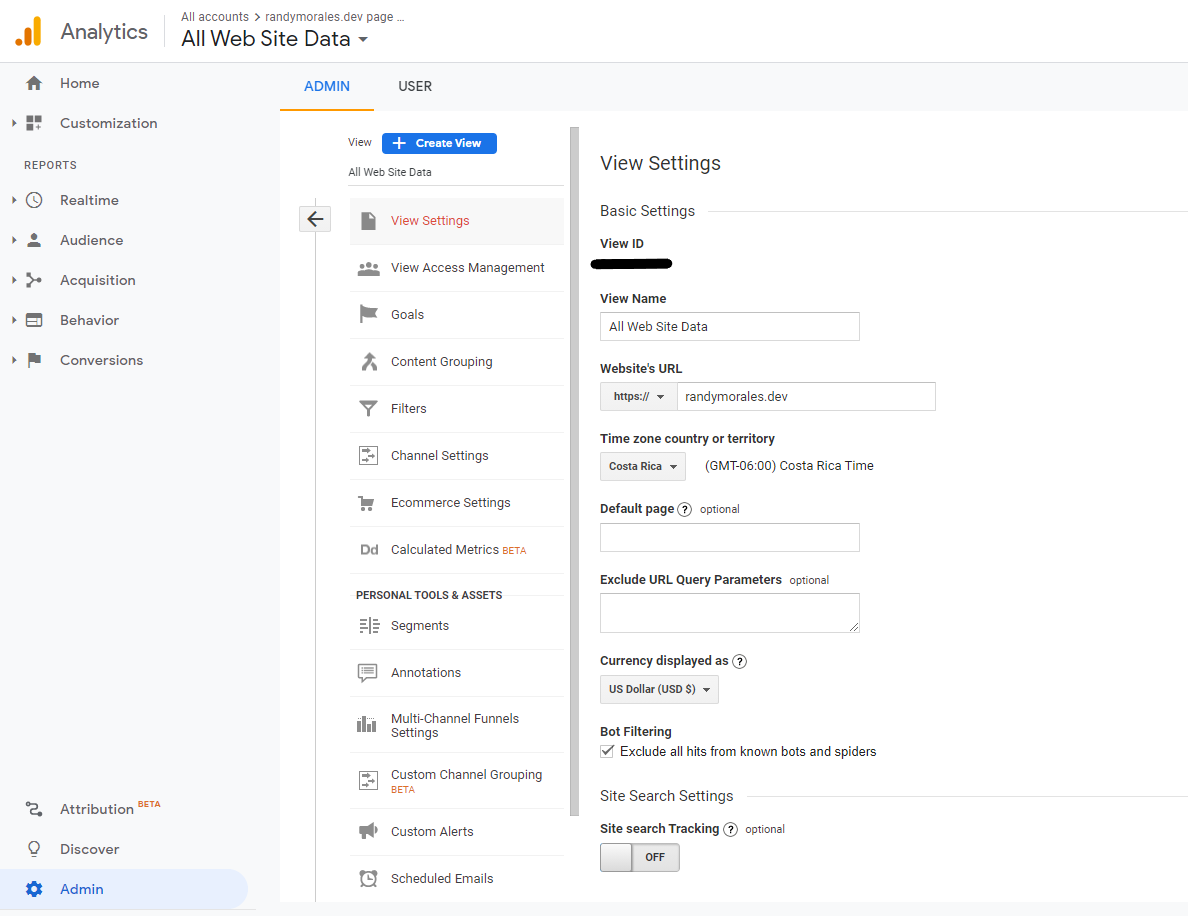 Analytics
All accounts > randymorales.dev page ...
All Web Site Data
Home
Customization
REPORTS
Realtime
Audience
Acquisition
Behavior
Conversions
Attribution BETA
Discover
Admin
ADMIN
USER
View
Create View
All Web Site Data
View Settings
View Access Management
Goals
Content Grouping
Filters
Channel Settings
Ecommerce Settings
Dd Calculated Metrics BETA
PERSONAL TOOLS & ASSETS
Segments
Annotations
Multi-Channel Funnels
Settings
Custom Channel Grouping
BETA
Custom Alerts
Scheduled Emails
View Settings
Basic Settings
View ID
View Name
All Web Site Data
Website's URL
https:// randymorales.dev
Time zone country or territory
Costa Rica (GMT-06:00) Costa Rica Time
Default page ? optional
Exclude URL Query Parameters optional
Currency displayed as ?
US Dollar (USD $)
Bot Filtering
Exclude all hits from known bots and spiders
Site Search Settings
Site search Tracking ? optional
OFF